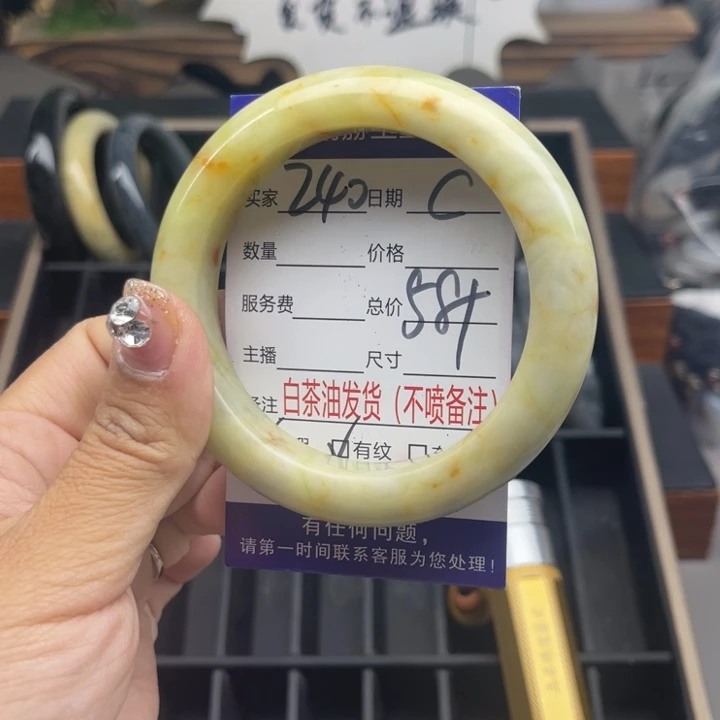 买家 240 日期 C
数量 价格
服务费 总价 584
主播 尺寸
备注 白茶油发货（不喷备注）
有纹
有任何问题，
请第一时间联系客服为您处理！